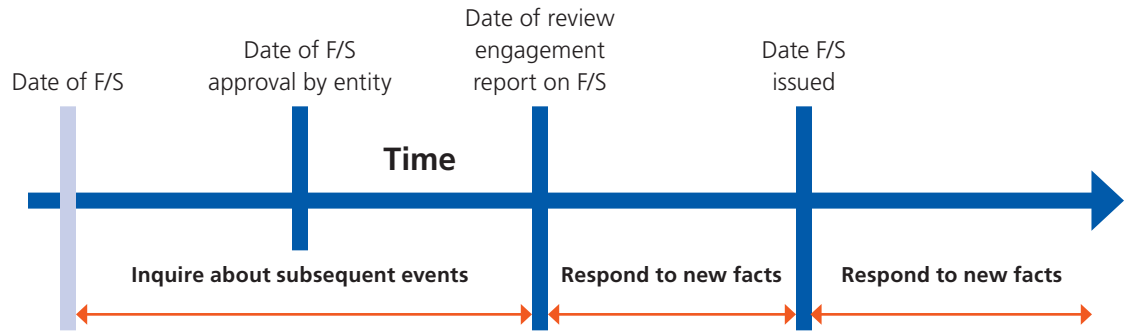 Date of F/S
Date of F/S
approval by entity
Date of review
engagement
report on F/S
Date F/S
issued
Time
Inquire about subsequent events
Respond to new facts
Respond to new facts